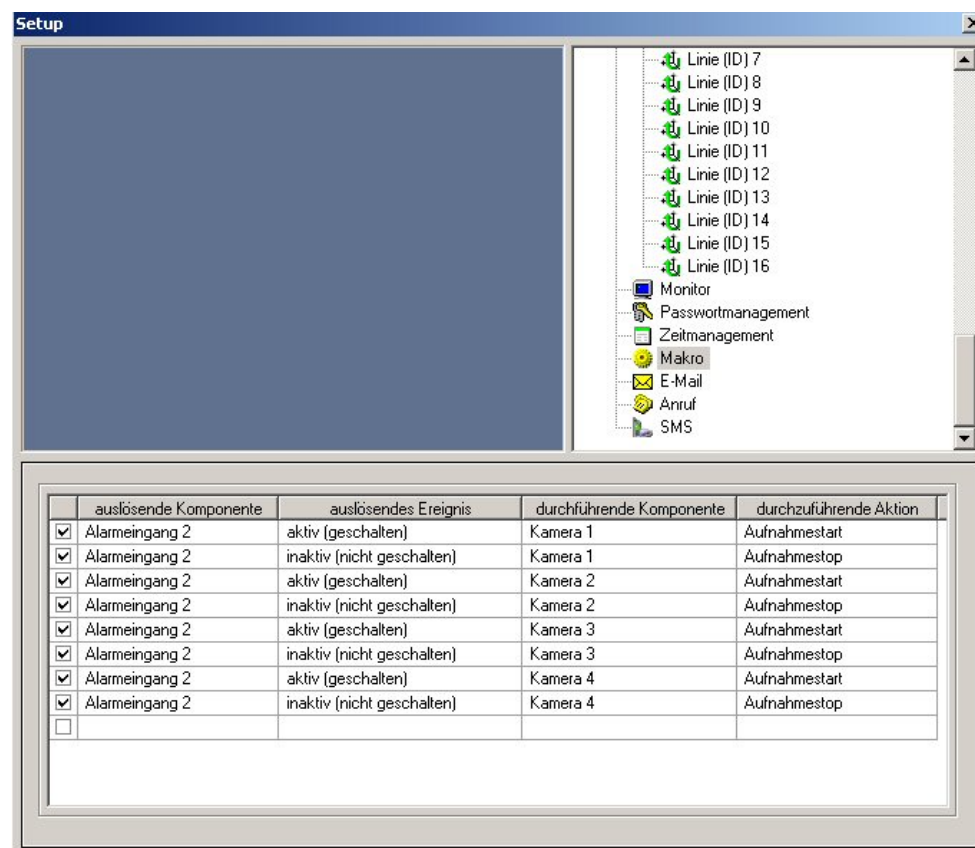 Setup
Linie (ID) 7
Linie (ID) 8
Linie (ID) 9
Linie (ID) 10
Linie (ID) 11
Linie (ID) 12
Linie (ID) 13
Linie (ID) 14
Linie (ID) 15
Linie (ID) 16
Monitor
Passwortmanagement
Zeitmanagement
Makro
E-Mail
Anruf
SMS
auslösende Komponente auslösendes Ereignis durchführende Komponente durchzuführende Aktion
Alarmeingang 2 aktiv (geschalten) Kamera 1 Aufnahmestart
Alarmeingang 2 inaktiv (nicht geschalten) Kamera 1 Aufnahmestop
Alarmeingang 2 aktiv (geschalten) Kamera 2 Aufnahmestart
Alarmeingang 2 inaktiv (nicht geschalten) Kamera 2 Aufnahmestop
Alarmeingang 2 aktiv (geschalten) Kamera 3 Aufnahmestart
Alarmeingang 2 inaktiv (nicht geschalten) Kamera 3 Aufnahmestop
Alarmeingang 2 aktiv (geschalten) Kamera 4 Aufnahmestart
Alarmeingang 2 inaktiv (nicht geschalten) Kamera 4 Aufnahmestop